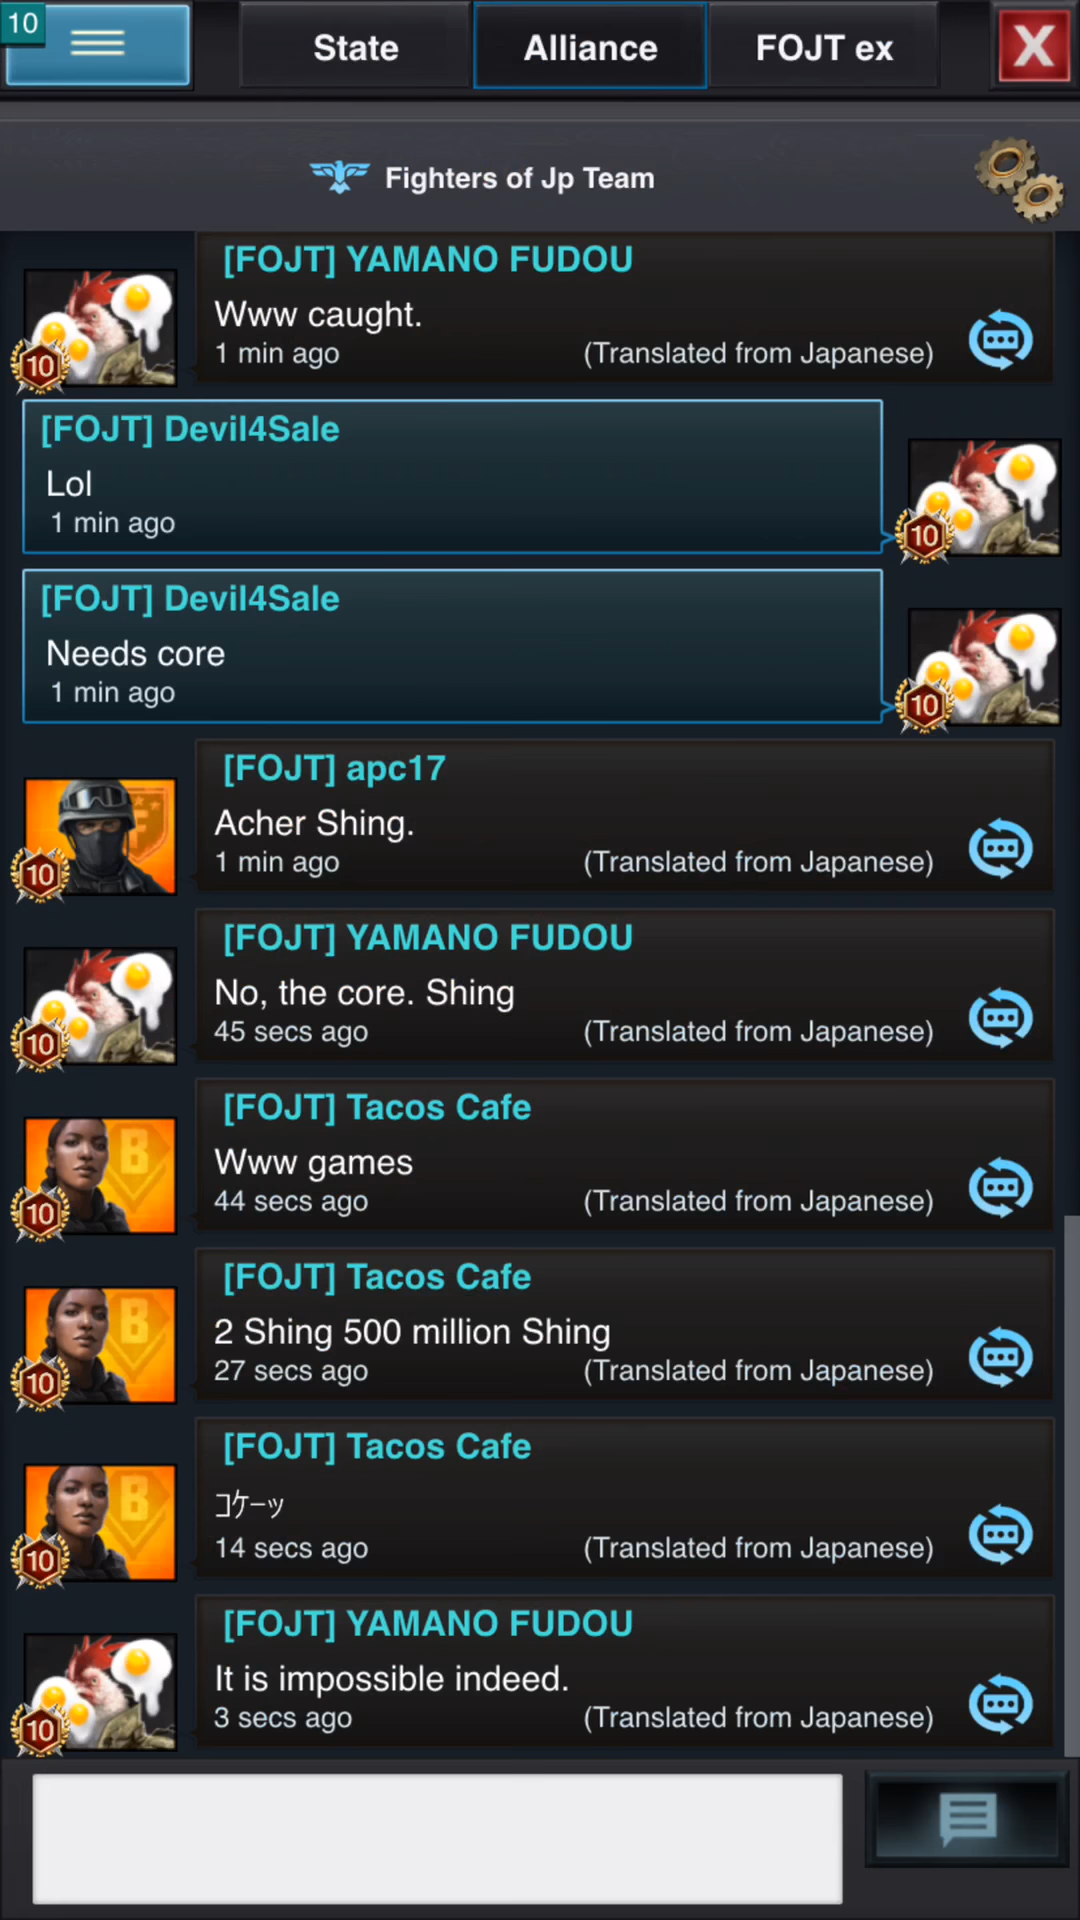 10
State
Alliance
FOJT ex
X
Fighters of Jp Team
[FOJT] YAMANO FUDOU
Www caught.
1 min ago (Translated from Japanese)
10
[FOJT] Devil4Sale
Lol
1 min ago
10
[FOJT] Devil4Sale
Needs core
1 min ago
10
[FOJT] apc17
Acher Shing.
1 min ago (Translated from Japanese)
10
[FOJT] YAMANO FUDOU
No, the core. Shing
45 secs ago (Translated from Japanese)
10
[FOJT] Tacos Cafe
Www games
44 secs ago (Translated from Japanese)
B
10
[FOJT] Tacos Cafe
2 Shing 500 million Shing
27 secs ago (Translated from Japanese)
B
10
[FOJT] Tacos Cafe
コケーッ
14 secs ago (Translated from Japanese)
B
10
[FOJT] YAMANO FUDOU
It is impossible indeed.
3 secs ago (Translated from Japanese)
10